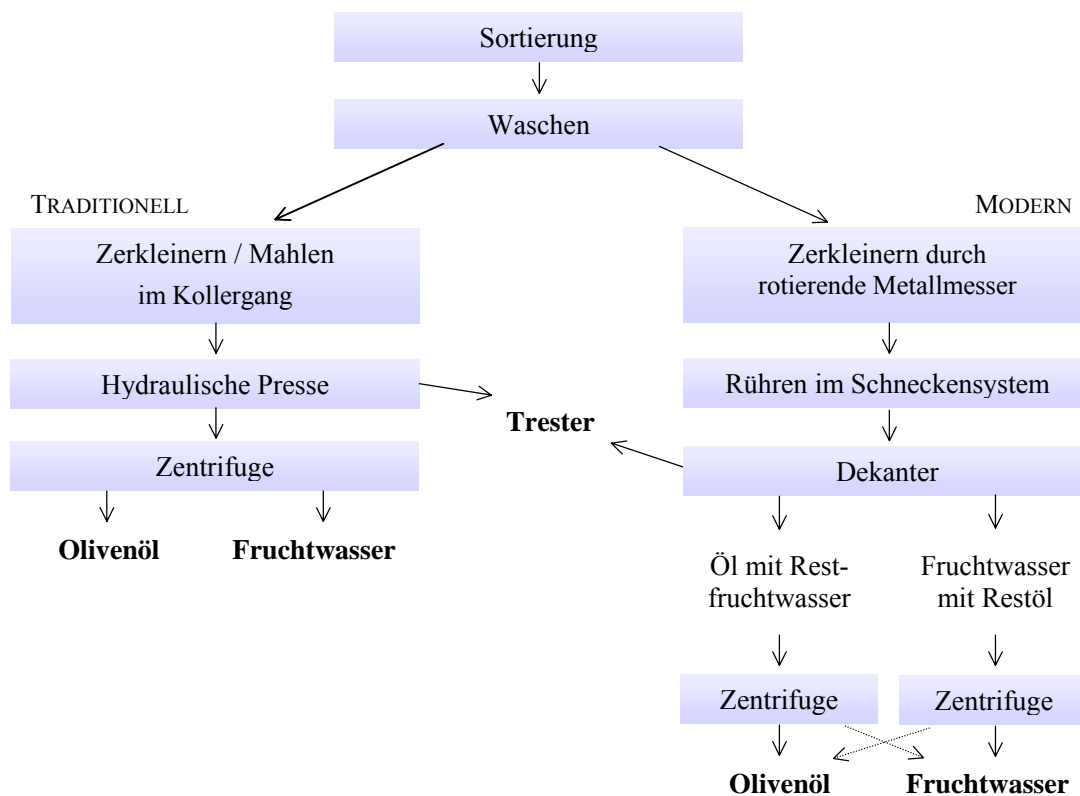 Sortierung
Waschen
TRADITIONELL
MODERN
Zerkleinern / Mahlen
im Kollergang
Zerkleinern durch
rotierende Metallmesser
Hydraulische Presse
Rühren im Schneckensystem
Trester
Zentrifuge
Dekanter
Olivenöl
Fruchtwasser
Öl mit Rest-
fruchtwasser
Fruchtwasser
mit Restöl
Zentrifuge
Zentrifuge
Olivenöl
Fruchtwasser